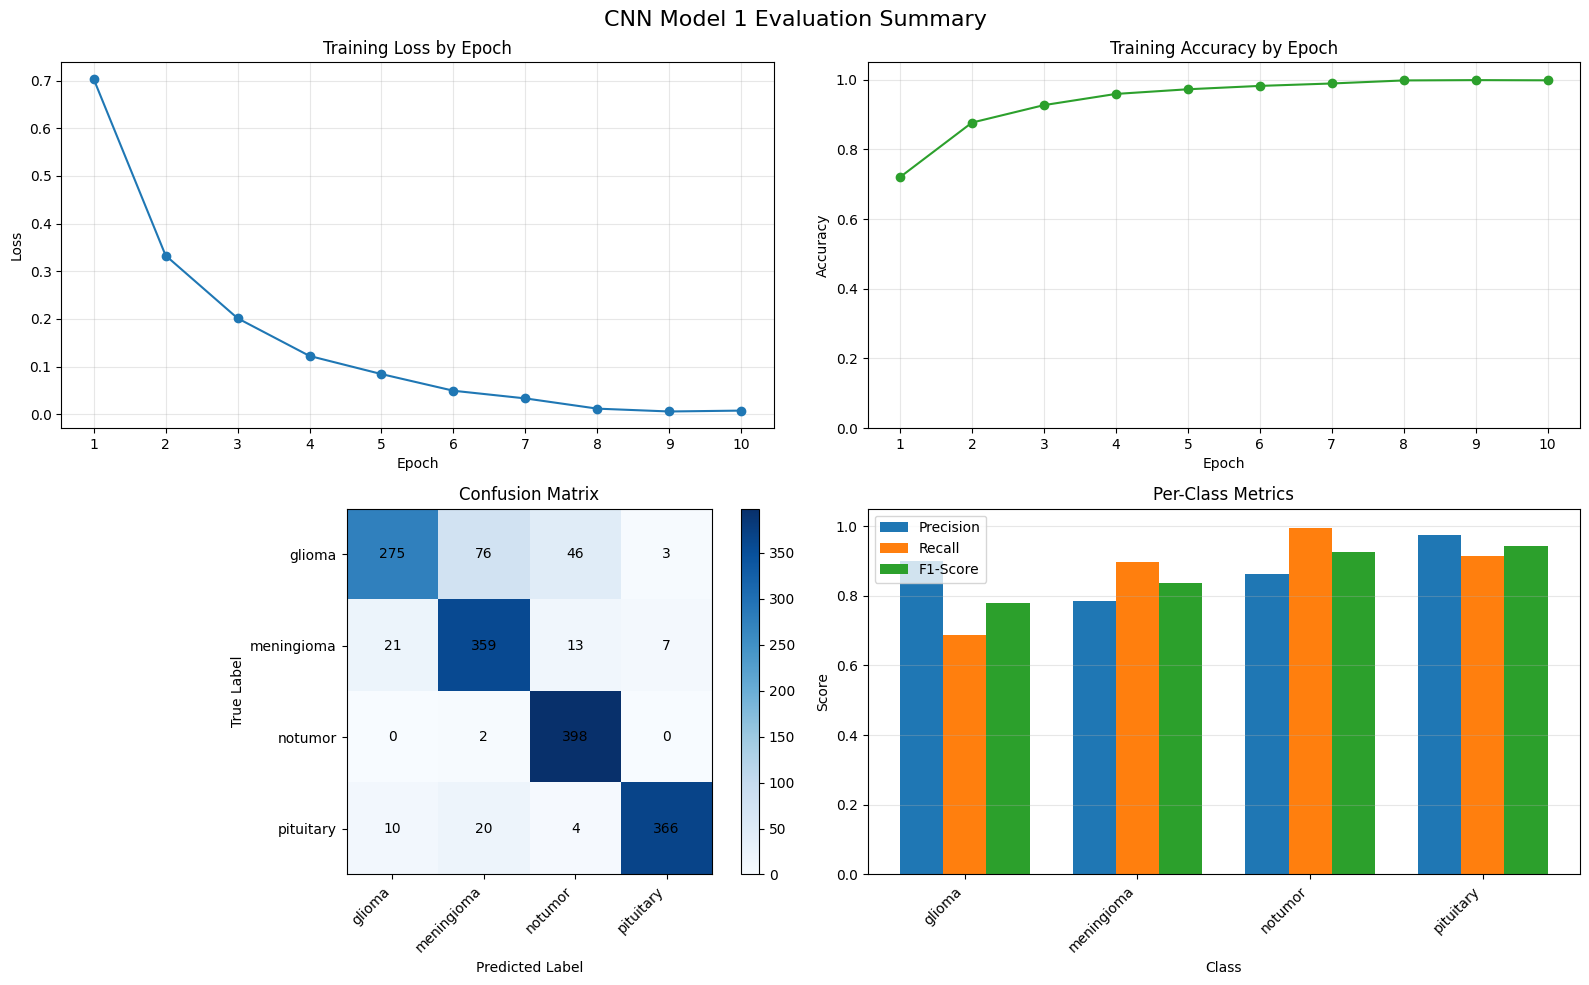 CNN Model 1 Evaluation Summary
Training Loss by Epoch
0.7
0.6
0.5
0.4
0.3
0.2
0.1
0.0
Loss
1 2 3 4 5 6 7 8 9 10
Epoch
Training Accuracy by Epoch
1.0
0.8
0.6
0.4
0.2
0.0
Accuracy
1 2 3 4 5 6 7 8 9 10
Epoch
Confusion Matrix
True Label
glioma 275 76 46 3
meningioma 21 359 13 7
notumor 0 2 398 0
pituitary 10 20 4 366
glioma meningioma notumor pituitary
Predicted Label
350
300
250
200
150
100
50
0
Per-Class Metrics
Precision
Recall
F1-Score
1.0
0.8
0.6
0.4
0.2
0.0
Score
glioma meningioma notumor pituitary
Class